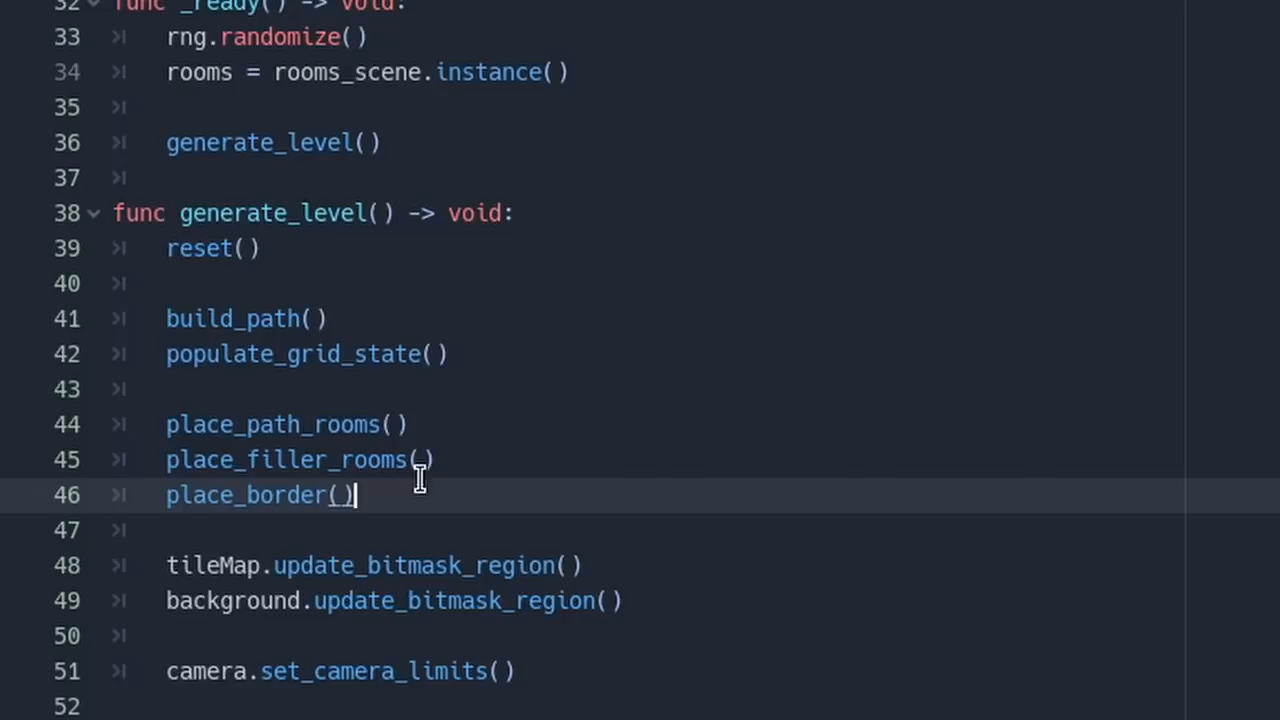 32 func _ready() -> void:
33 rng.randomize()
34 rooms = rooms_scene.instance()
35
36 generate_level()
37
38 func generate_level() -> void:
39 reset()
40
41 build_path()
42 populate_grid_state()
43
44 place_path_rooms()
45 place_filler_rooms()
46 place_border()
47
48 tileMap.update_bitmask_region()
49 background.update_bitmask_region()
50
51 camera.set_camera_limits()
52